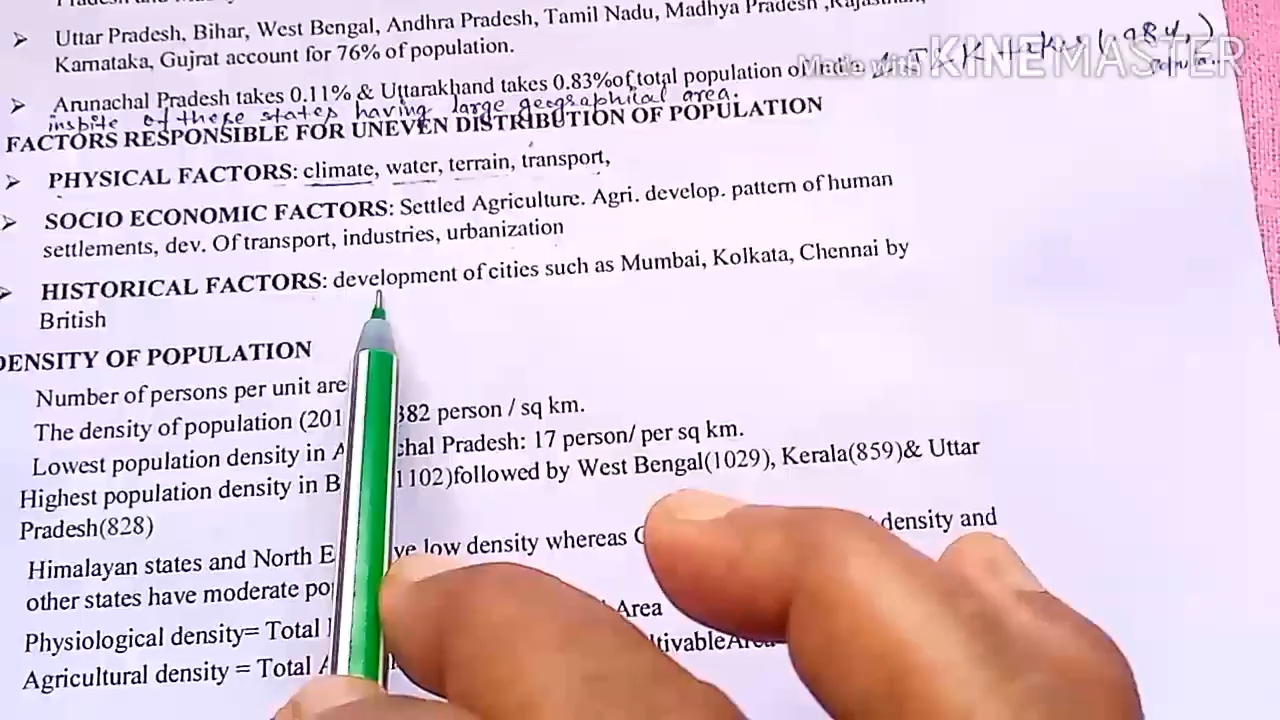 Uttar Pradesh, Bihar, West Bengal, Andhra Pradesh, Tamil Nadu, Madhya Pradesh ,Rajasthan,
Karnataka, Gujrat account for 76% of population.
Made with KINEMASTER
Arunachal Pradesh takes 0.11% & Uttarakhand takes 0.83%of total population of India
inspite of these states having large geographical area.
FACTORS RESPONSIBLE FOR UNEVEN DISTRIBUTION OF POPULATION
PHYSICAL FACTORS: climate, water, terrain, transport,
SOCIO ECONOMIC FACTORS: Settled Agriculture. Agri. develop. pattern of human
settlements, dev. Of transport, industries, urbanization
HISTORICAL FACTORS: development of cities such as Mumbai, Kolkata, Chennai by
British
DENSITY OF POPULATION
Number of persons per unit are
The density of population (201 382 person / sq km.
Lowest population density in A chal Pradesh: 17 person/ per sq km.
Highest population density in B 1102)followed by West Bengal(1029), Kerala(859)& Uttar
Pradesh(828)
Himalayan states and North E ve low density whereas density and
other states have moderate po
Physiological density= Total Area
Agricultural density = Total tivableArea